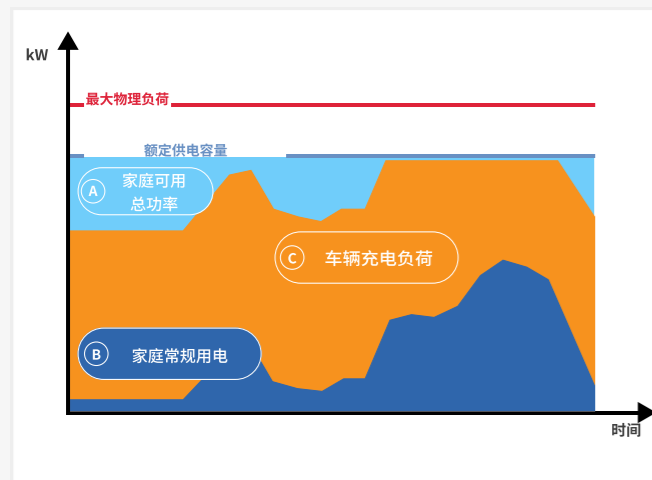 kW
最大物理负荷
额定供电容量
A
家庭可用
总功率
C
车辆充电负荷
B
家庭常规用电
时间